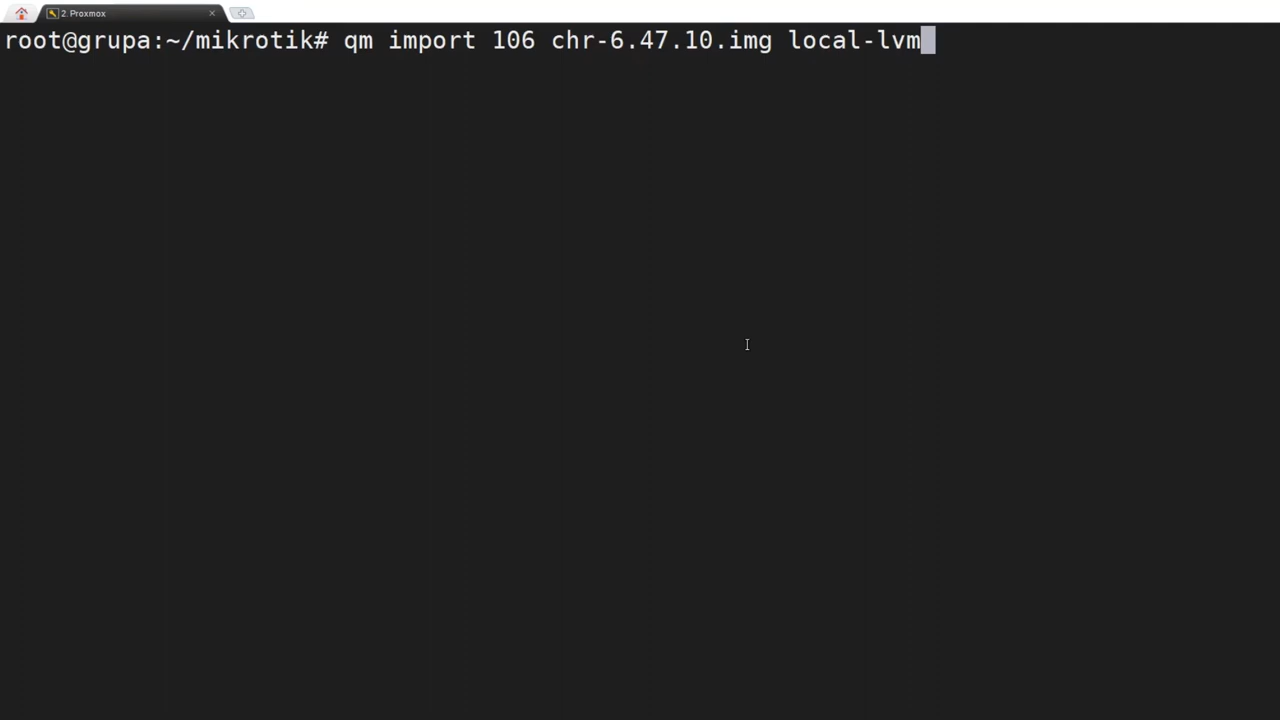 2: Proxmox
root@grupa:~/mikrotik# qm import 106 chr-6.47.10.img local-lvm